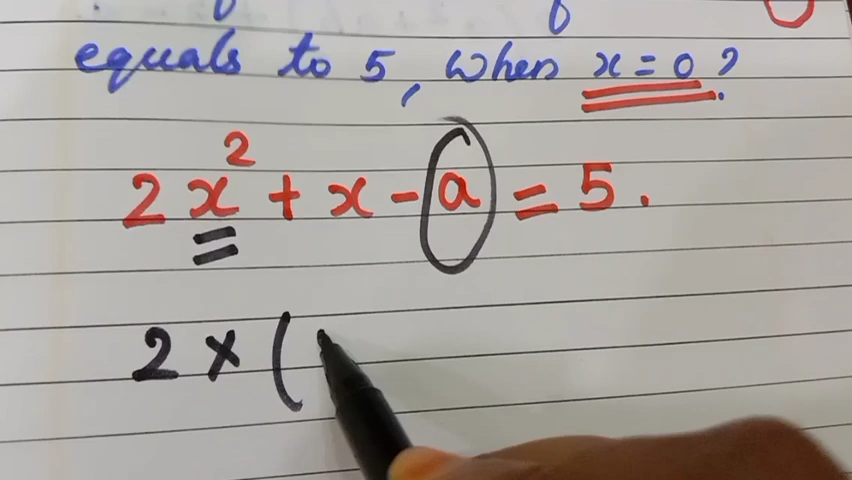 equals to 5, when x = 0?
2x² + x - a = 5.
2 × (